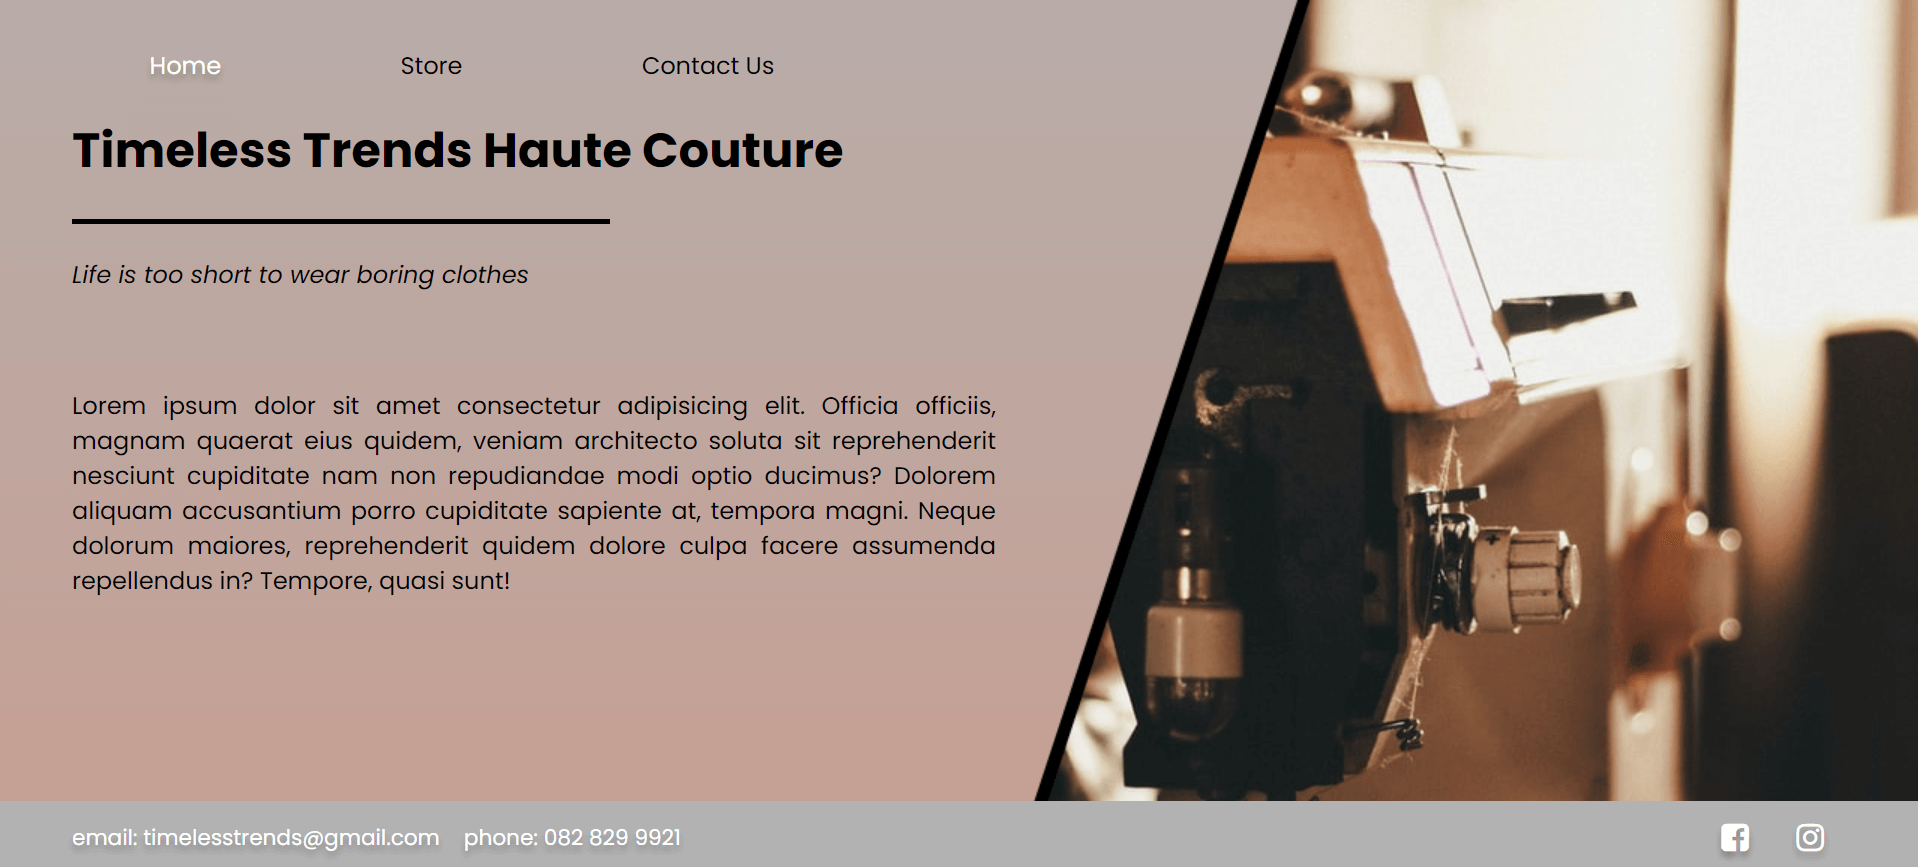 Home Store Contact Us
Timeless Trends Haute Couture
Life is too short to wear boring clothes
Lorem ipsum dolor sit amet consectetur adipisicing elit. Officia officiis,
magnam quaerat eius quidem, veniam architecto soluta sit reprehenderit
nesciunt cupiditate nam non repudiandae modi optio ducimus? Dolorem
aliquam accusantium porro cupiditate sapiente at, tempora magni. Neque
dolorum maiores, reprehenderit quidem dolore culpa facere assumenda
repellendus in? Tempore, quasi sunt!
email: timelesstrends@gmail.com phone: 082 829 9921